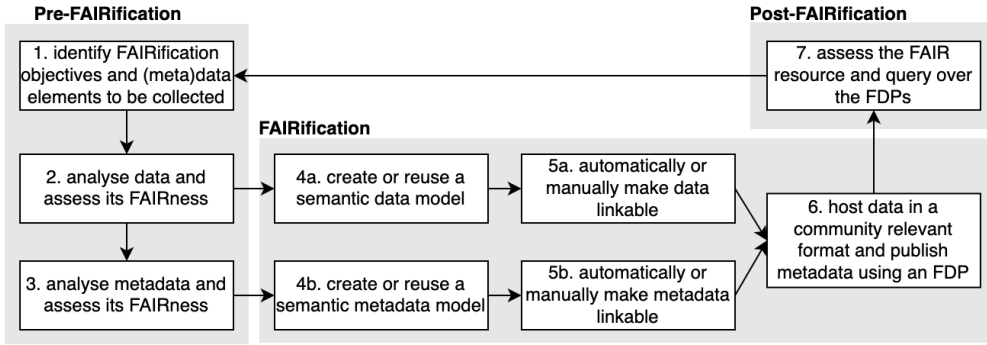 Pre-FAIRification
1. identify FAIRification
objectives and (meta)data
elements to be collected
2. analyse data and
assess its FAIRness
3. analyse metadata and
assess its FAIRness
FAIRification
4a. create or reuse a
semantic data model
5a. automatically or
manually make data
linkable
4b. create or reuse a
semantic metadata model
5b. automatically or
manually make metadata
linkable
6. host data in a
community relevant
format and publish
metadata using an FDP
Post-FAIRification
7. assess the FAIR
resource and query over
the FDPs